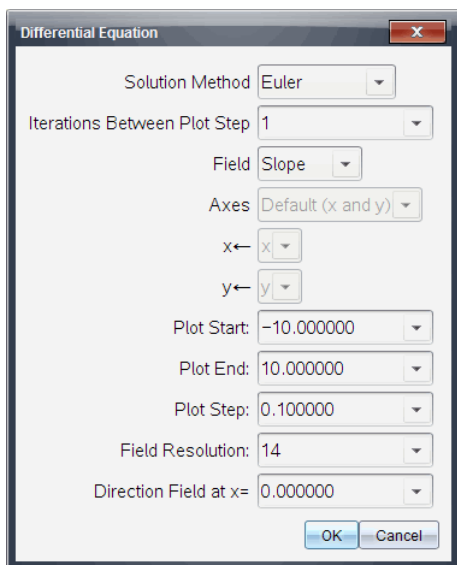 Differential Equation
Solution Method Euler
Iterations Between Plot Step 1
Field Slope
Axes Default (x and y)
x← x
y← y
Plot Start: −10.000000
Plot End: 10.000000
Plot Step: 0.100000
Field Resolution: 14
Direction Field at x= 0.000000
OK Cancel